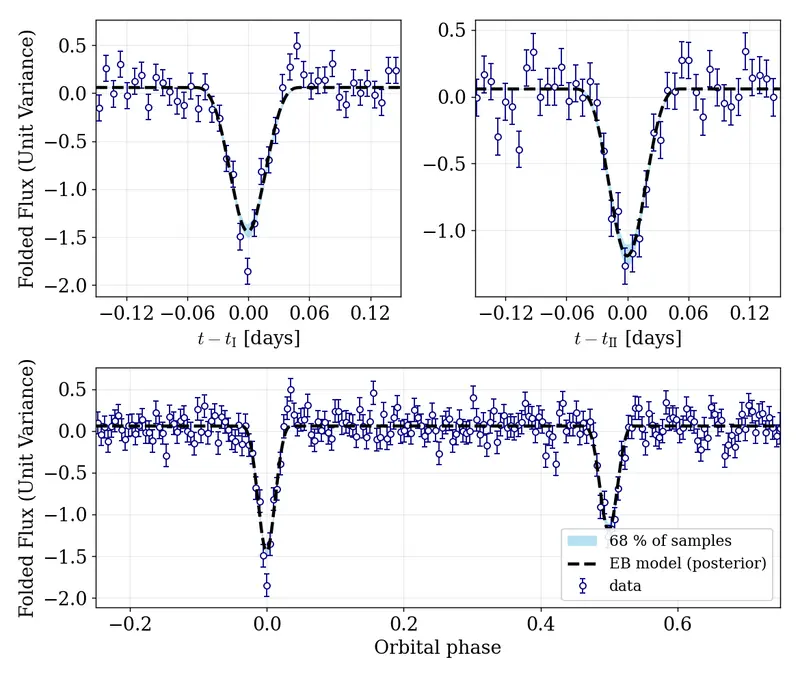 Folded Flux (Unit Variance)
0.5
0.0
−0.5
−1.0
−1.5
−2.0
−0.12 −0.06 0.00 0.06 0.12
t − t_I [days]
0.5
0.0
−0.5
−1.0
−0.12 −0.06 0.00 0.06 0.12
t − t_II [days]
Folded Flux (Unit Variance)
0.5
0.0
−0.5
−1.0
−1.5
−2.0
68 % of samples
EB model (posterior)
data
−0.2 0.0 0.2 0.4 0.6
Orbital phase